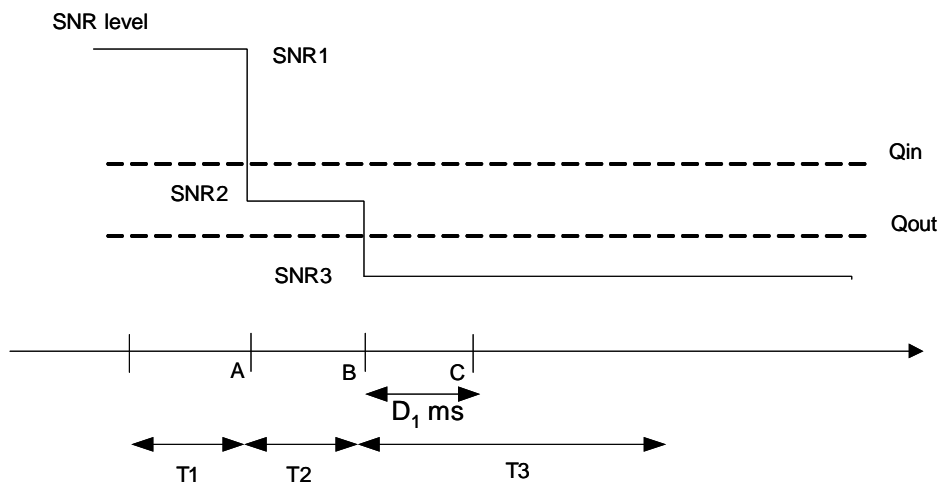 SNR level
SNR1
Qin
SNR2
Qout
SNR3
A
B
C
D₁ ms
T1
T2
T3